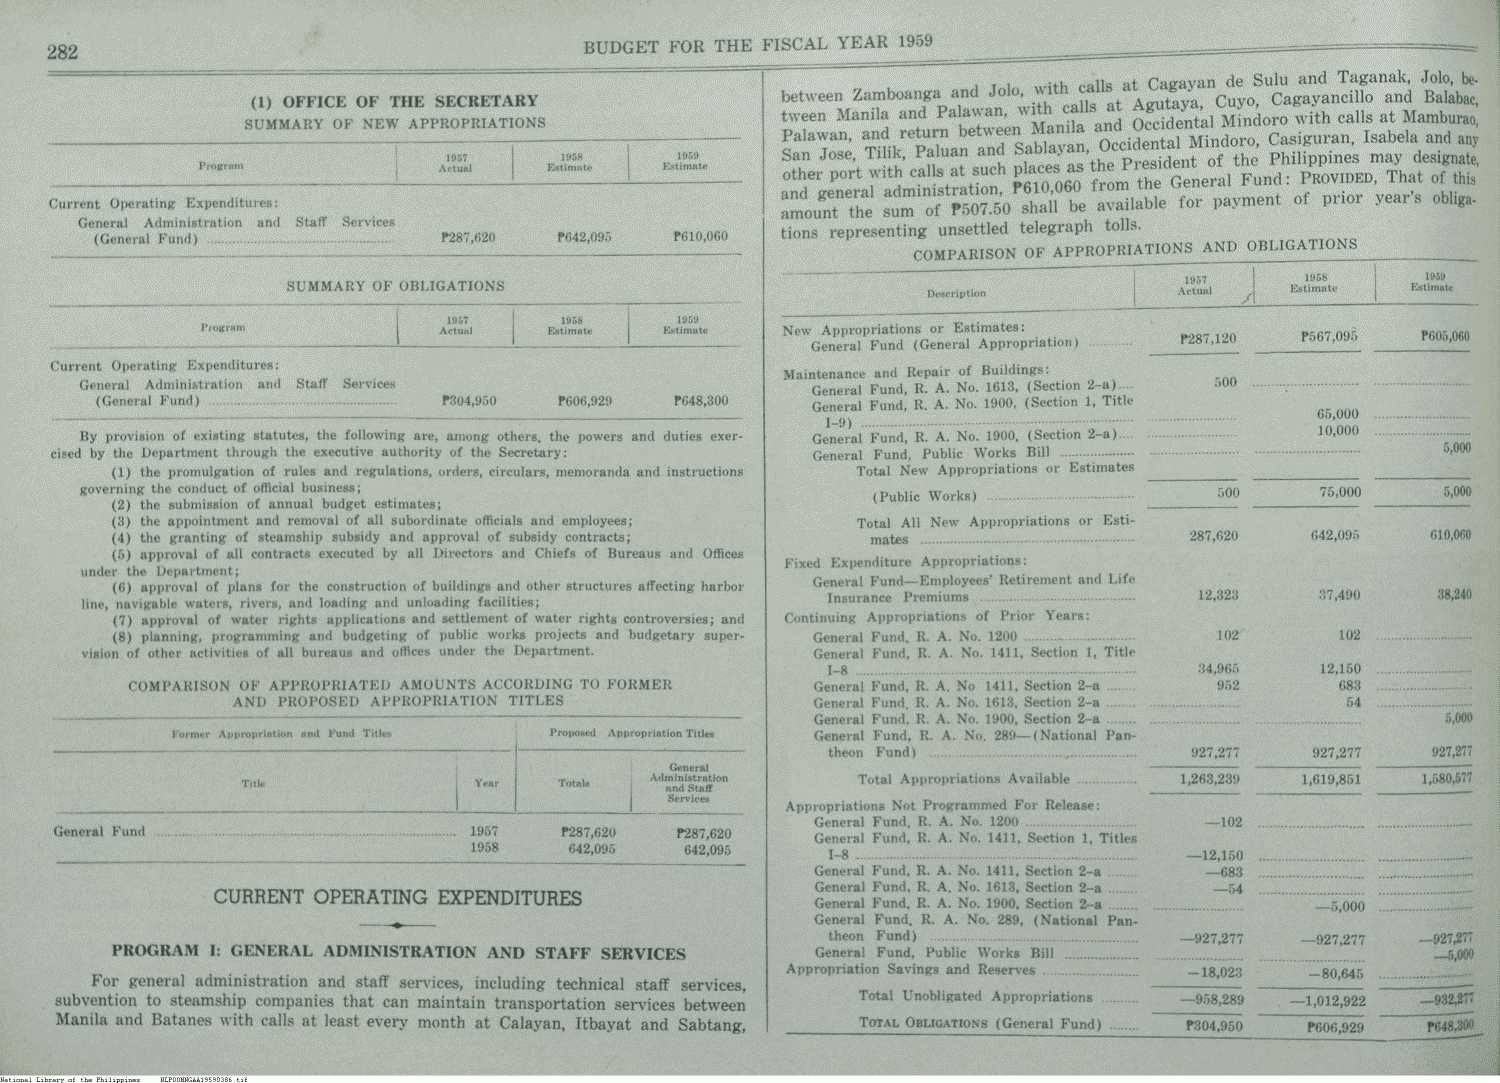 282
BUDGET FOR THE FISCAL YEAR 1959
(1) OFFICE OF THE SECRETARY
SUMMARY OF NEW APPROPRIATIONS
Program 1957 Actual 1958 Estimate 1959 Estimate
Current Operating Expenditures:
General Administration and Staff Services
(General Fund) ₱287,620 ₱642,095 ₱610,060
SUMMARY OF OBLIGATIONS
Program 1957 Actual 1958 Estimate 1959 Estimate
Current Operating Expenditures:
General Administration and Staff Services
(General Fund) ₱304,950 ₱606,929 ₱648,300
By provision of existing statutes, the following are, among others, the powers and duties exer-
cised by the Department through the executive authority of the Secretary:
(1) the promulgation of rules and regulations, orders, circulars, memoranda and instructions
governing the conduct of official business;
(2) the submission of annual budget estimates;
(3) the appointment and removal of all subordinate officials and employees;
(4) the granting of steamship subsidy and approval of subsidy contracts;
(5) approval of all contracts executed by all Directors and Chiefs of Bureaus and Offices
under the Department;
(6) approval of plans for the construction of buildings and other structures affecting harbor
line, navigable waters, rivers, and loading and unloading facilities;
(7) approval of water rights applications and settlement of water rights controversies; and
(8) planning, programming and budgeting of public works projects and budgetary super-
vision of other activities of all bureaus and offices under the Department.
COMPARISON OF APPROPRIATED AMOUNTS ACCORDING TO FORMER
AND PROPOSED APPROPRIATION TITLES
Former Appropriation and Fund Titles Proposed Appropriation Titles
Title Year Totals General Administration and Staff Services
General Fund 1957 ₱287,620 ₱287,620
1958 642,095 642,095
CURRENT OPERATING EXPENDITURES
PROGRAM I: GENERAL ADMINISTRATION AND STAFF SERVICES
For general administration and staff services, including technical staff services,
subvention to steamship companies that can maintain transportation services between
Manila and Batanes with calls at least every month at Calayan, Itbayat and Sabtang,
between Zamboanga and Jolo, with calls at Cagayan de Sulu and Taganak, Jolo, be-
tween Manila and Palawan, with calls at Agutaya, Cuyo, Cagayancillo and Balabac,
Palawan, and return between Manila and Occidental Mindoro with calls at Mamburao,
San Jose, Tilik, Paluan and Sablayan, Occidental Mindoro, Casiguran, Isabela and any
other port with calls at such places as the President of the Philippines may designate,
and general administration, ₱610,060 from the General Fund: PROVIDED, That of this
amount the sum of ₱507.50 shall be available for payment of prior year's obliga-
tions representing unsettled telegraph tolls.
COMPARISON OF APPROPRIATIONS AND OBLIGATIONS
Description 1957 Actual 1958 Estimate 1959 Estimate
New Appropriations or Estimates:
General Fund (General Appropriation) ₱287,120 ₱567,095 ₱605,060
Maintenance and Repair of Buildings:
General Fund, R. A. No. 1613, (Section 2-a) 500
General Fund, R. A. No. 1900, (Section 1, Title
I-9) 65,000
General Fund, R. A. No. 1900, (Section 2-a) 10,000
General Fund, Public Works Bill 5,000
Total New Appropriations or Estimates
(Public Works) 500 75,000 5,000
Total All New Appropriations or Esti-
mates 287,620 642,095 610,060
Fixed Expenditure Appropriations:
General Fund—Employees' Retirement and Life
Insurance Premiums 12,323 37,490 38,240
Continuing Appropriations of Prior Years:
General Fund, R. A. No. 1200 102 102
General Fund, R. A. No. 1411, Section 1, Title
I-8 34,965 12,150
General Fund, R. A. No 1411, Section 2-a 952 683
General Fund, R. A. No. 1613, Section 2-a 54
General Fund, R. A. No. 1900, Section 2-a 5,000
General Fund, R. A. No. 289—(National Pan-
theon Fund) 927,277 927,277 927,277
Total Appropriations Available 1,263,239 1,619,851 1,580,577
Appropriations Not Programmed For Release:
General Fund, R. A. No. 1200 —102
General Fund, R. A. No. 1411, Section 1, Titles
I-8 —12,150
General Fund, R. A. No. 1411, Section 2-a —683
General Fund, R. A. No. 1613, Section 2-a —54
General Fund, R. A. No. 1900, Section 2-a —5,000
General Fund, R. A. No. 289, (National Pan-
theon Fund) —927,277 —927,277 —927,277
General Fund, Public Works Bill —5,000
Appropriation Savings and Reserves —18,023 —80,645
Total Unobligated Appropriations —958,289 —1,012,922 —932,277
TOTAL OBLIGATIONS (General Fund) ₱304,950 ₱606,929 ₱648,300
National Library of the Philippines NLPOOMNGAA19590386.tif